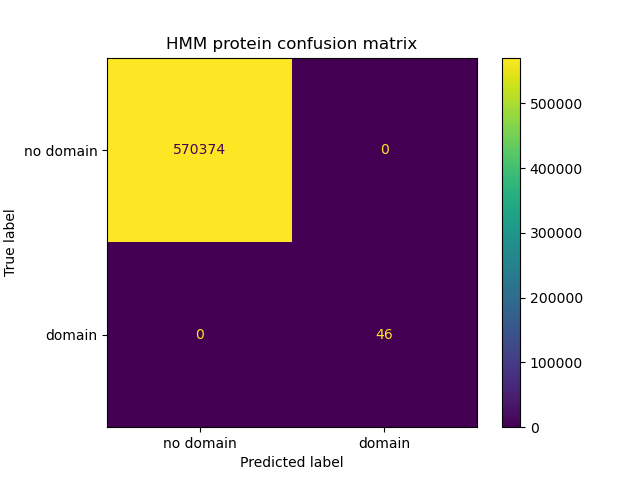 HMM protein confusion matrix
True label
no domain
domain
570374
0
0
46
no domain
domain
Predicted label
500000
400000
300000
200000
100000
0